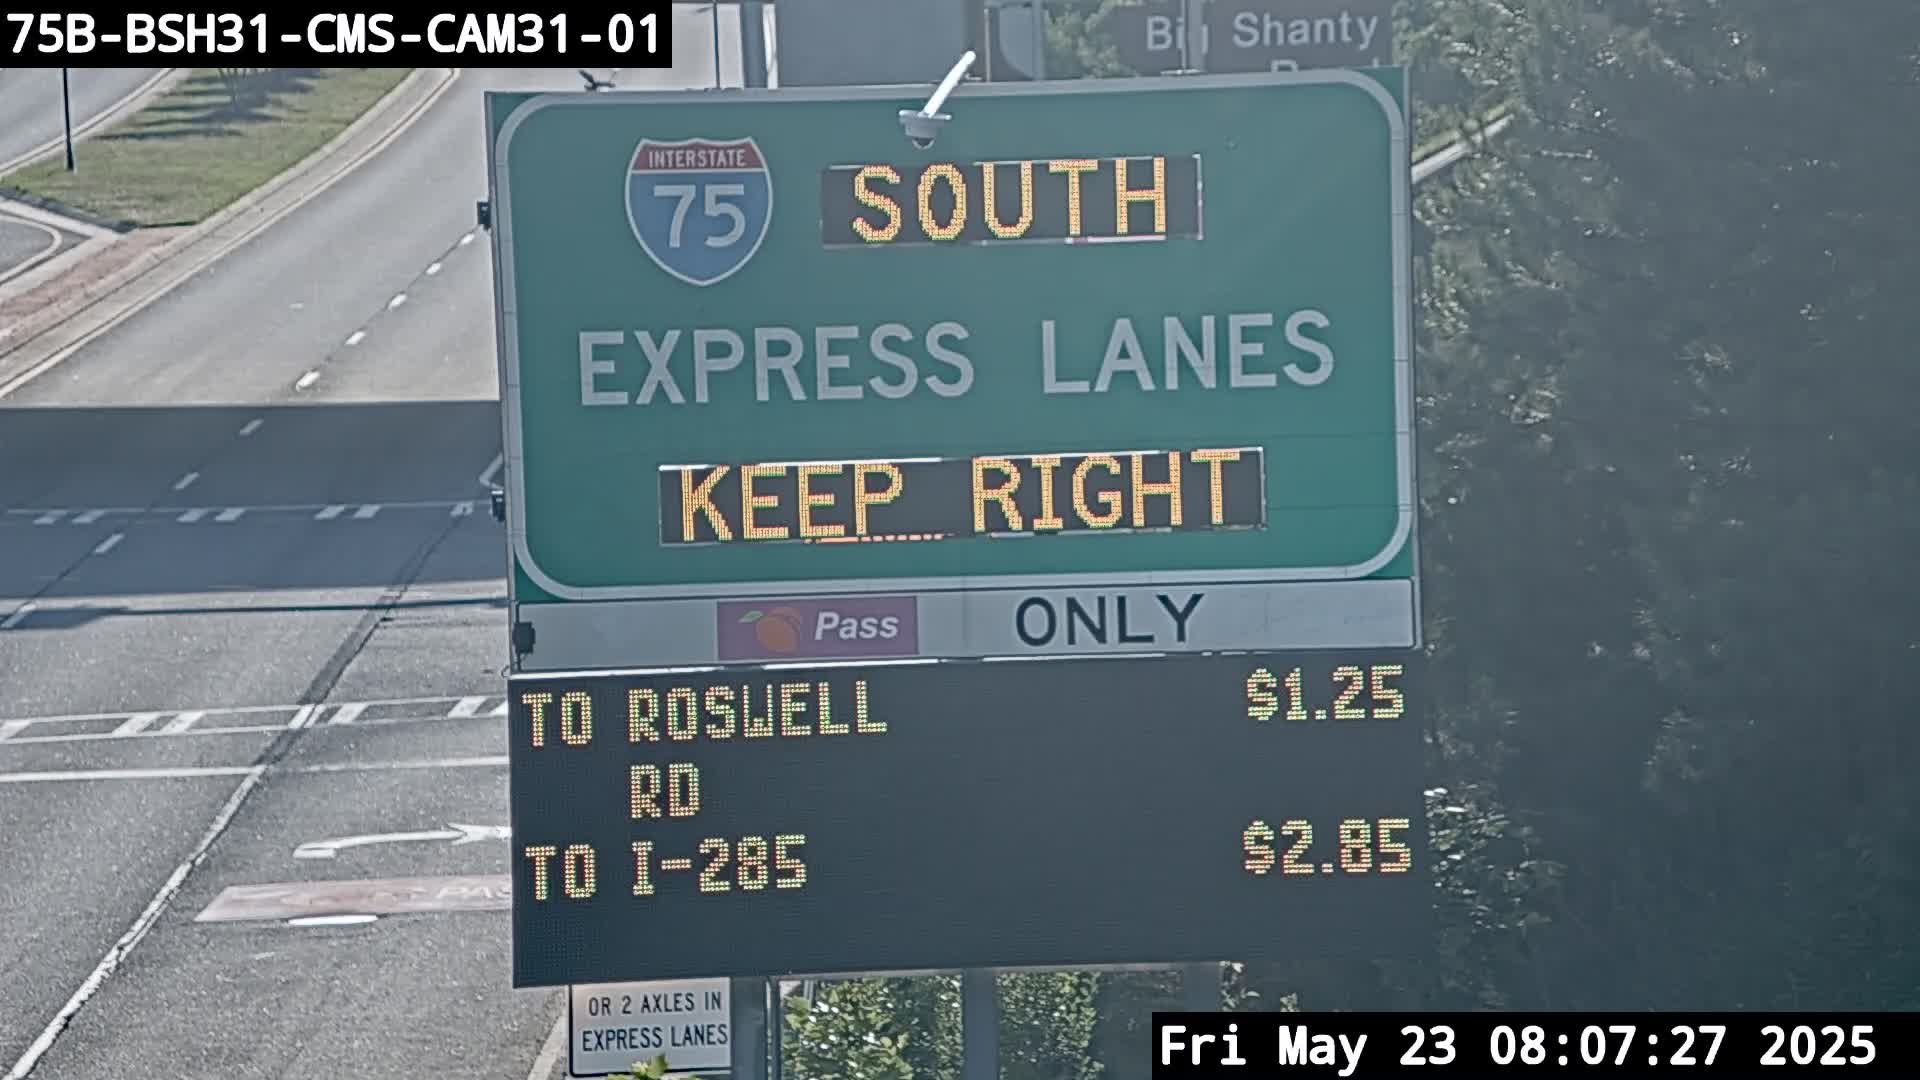 75B-BSH31-CMS-CAM31-01
Big Shanty
INTERSTATE
75
SOUTH
EXPRESS LANES
KEEP RIGHT
Pass ONLY
TO ROSWELL $1.25
RD
TO I-285 $2.85
OR 2 AXLES IN
EXPRESS LANES
Fri May 23 08:07:27 2025